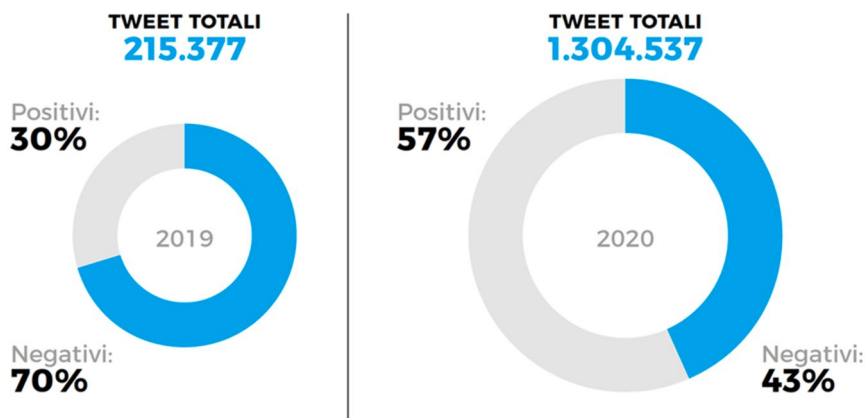 TWEET TOTALI
215.377
Positivi:
30%
2019
Negativi:
70%
TWEET TOTALI
1.304.537
Positivi:
57%
2020
Negativi:
43%